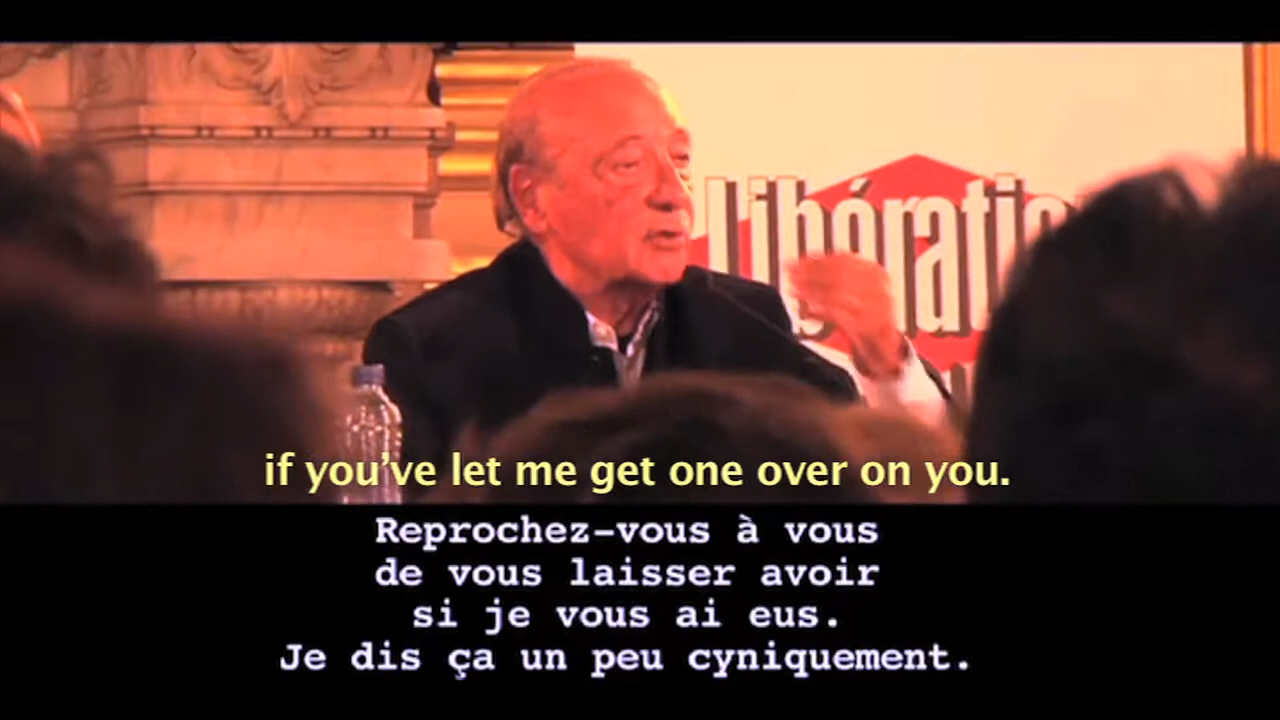 Libération
if you've let me get one over on you.
Reprochez-vous à vous
de vous laisser avoir
si je vous ai eus.
Je dis ça un peu cyniquement.